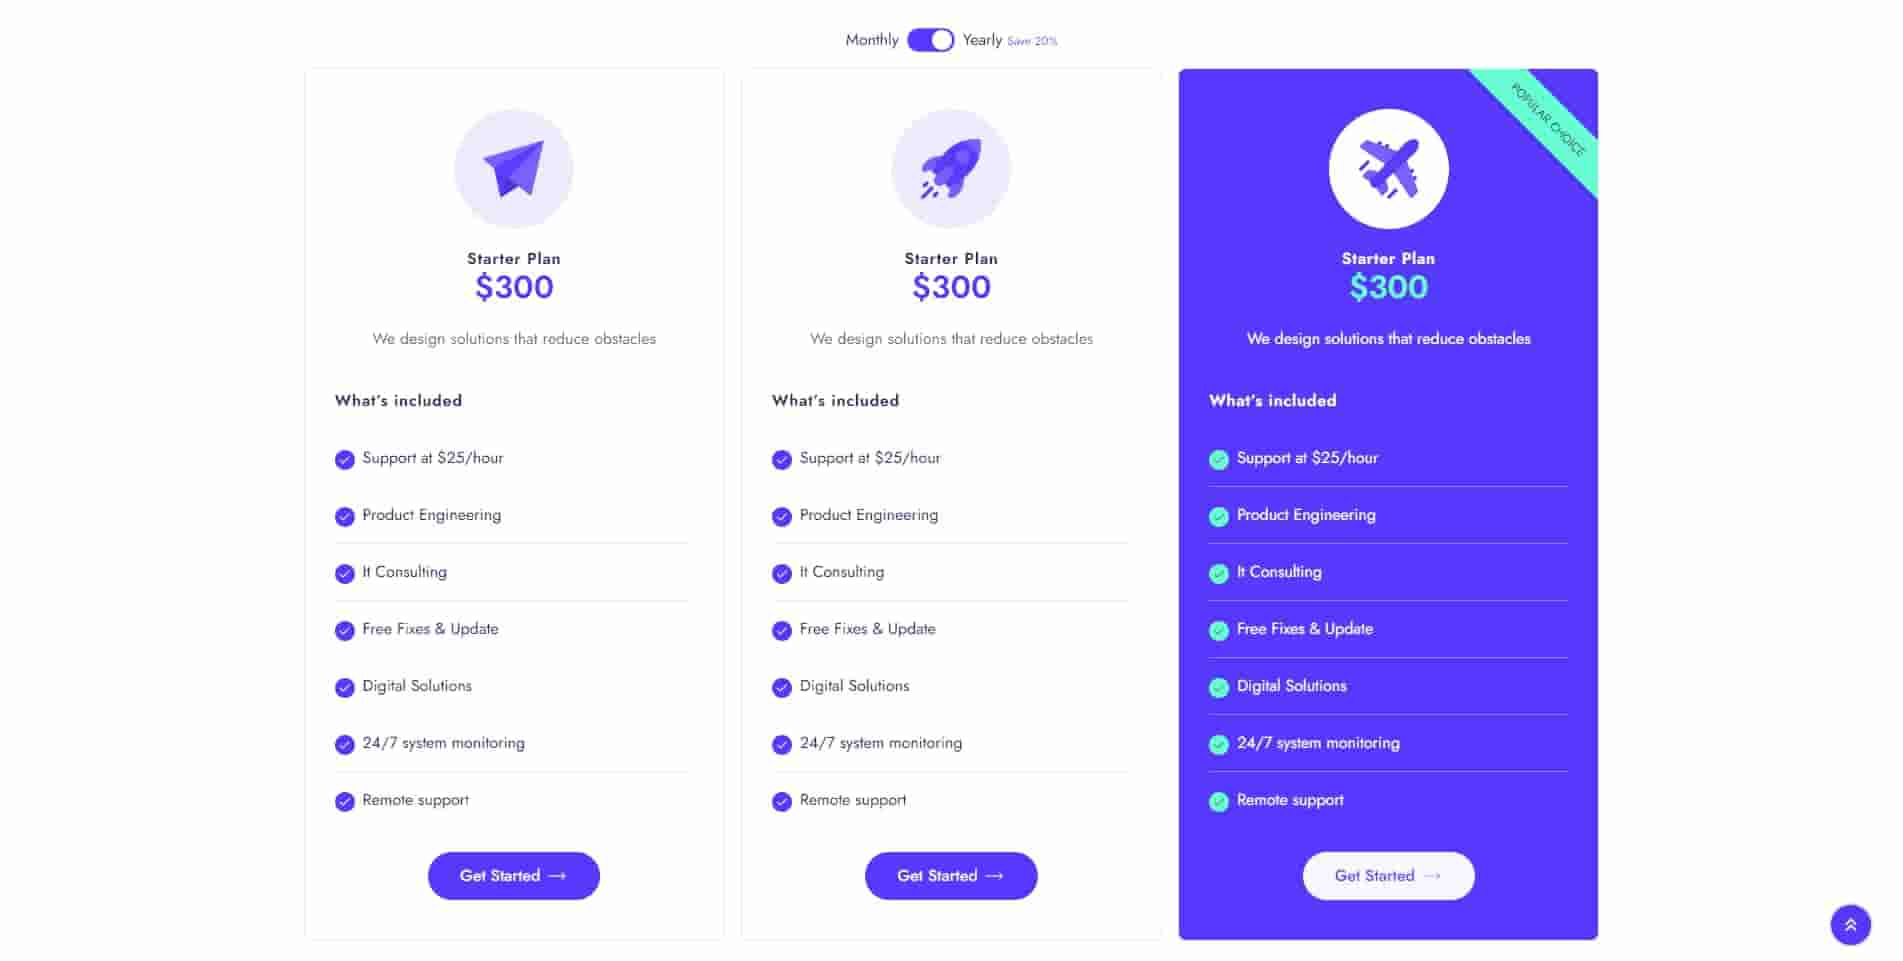 Monthly Yearly Save 20%
Starter Plan
$300
We design solutions that reduce obstacles
What's included
Support at $25/hour
Product Engineering
It Consulting
Free Fixes & Update
Digital Solutions
24/7 system monitoring
Remote support
Get Started →
Starter Plan
$300
We design solutions that reduce obstacles
What's included
Support at $25/hour
Product Engineering
It Consulting
Free Fixes & Update
Digital Solutions
24/7 system monitoring
Remote support
Get Started →
POPULAR CHOICE
Starter Plan
$300
We design solutions that reduce obstacles
What's included
Support at $25/hour
Product Engineering
It Consulting
Free Fixes & Update
Digital Solutions
24/7 system monitoring
Remote support
Get Started →